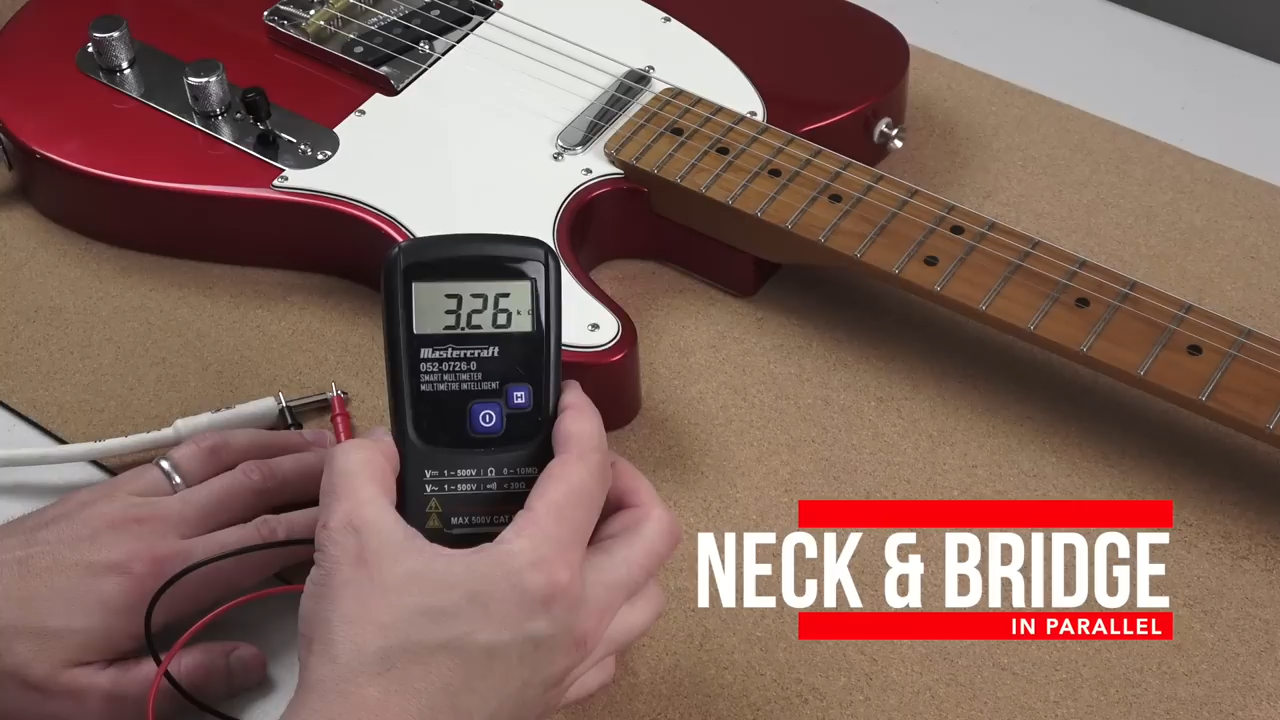 3.26 k
Mastercraft
052-0726-0
SMART MULTIMETER
MULTIMÈTRE INTELLIGENT
H
V⎓ 1~500V | Ω 0~10MΩ
V~ 1~500V | <30Ω
MAX 500V CAT
NECK & BRIDGE
IN PARALLEL